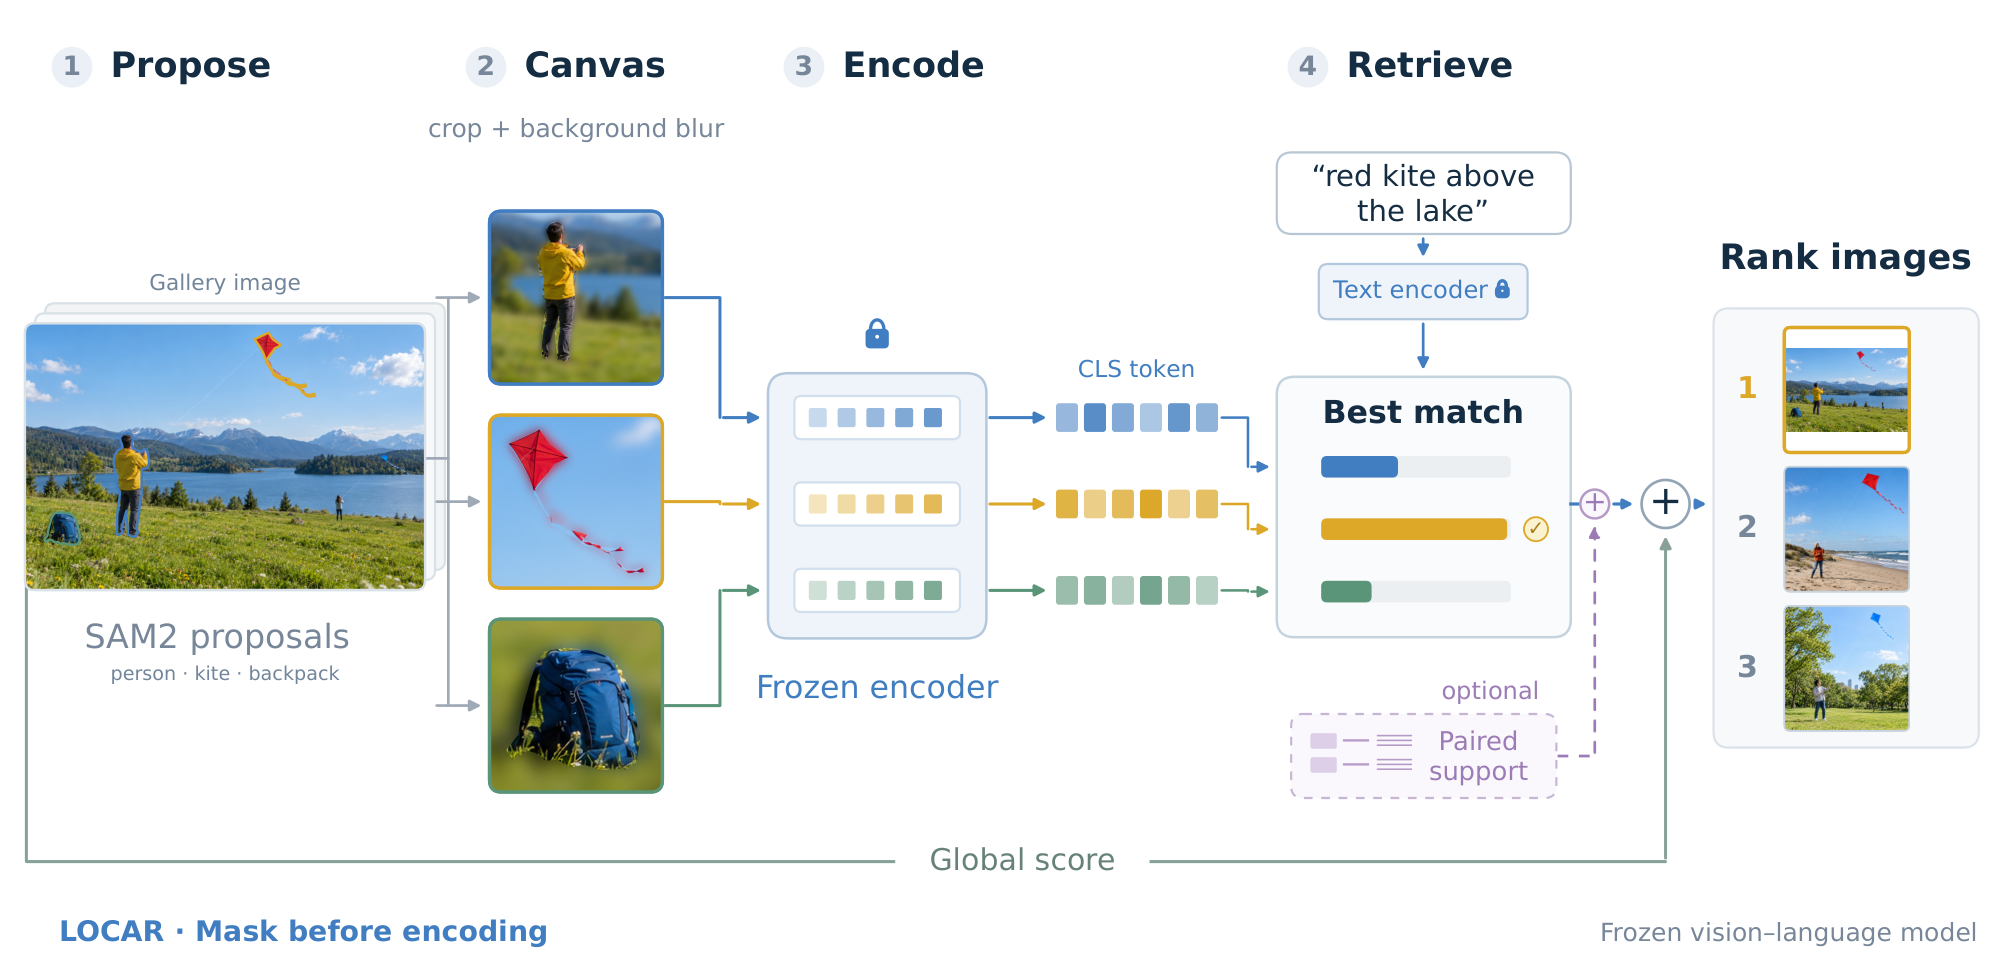 1 Propose
2 Canvas
3 Encode
4 Retrieve
crop + background blur
“red kite above
the lake”
Text encoder
Rank images
Gallery image
CLS token
Best match
✓
1
2
3
SAM2 proposals
person · kite · backpack
Frozen encoder
optional
Paired
support
Global score
LOCAR · Mask before encoding
Frozen vision–language model